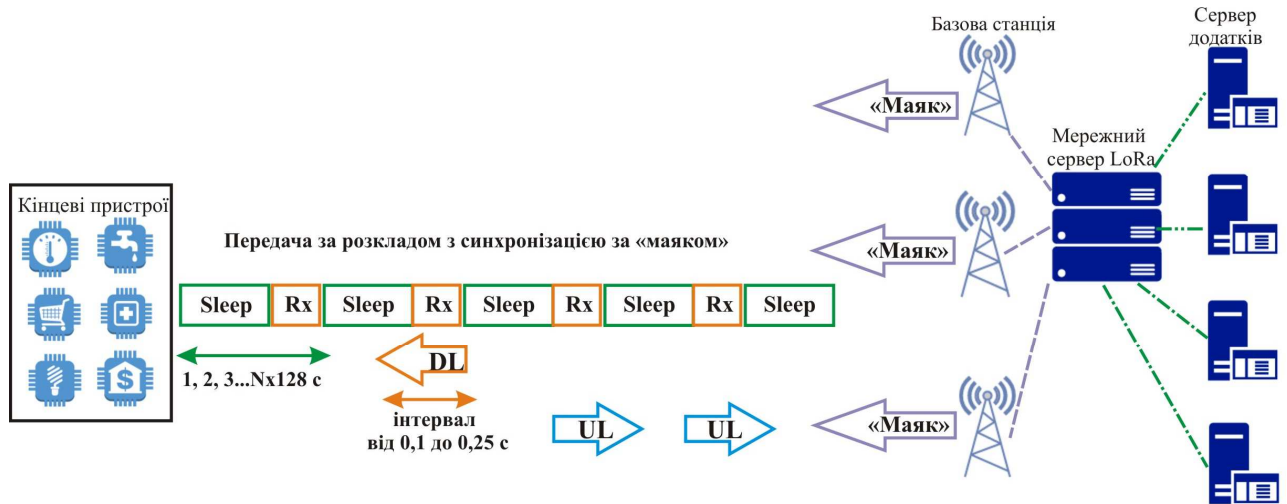 Базова станція
Сервер
додатків
«Маяк»
Мережний
сервер LoRa
Кінцеві пристрої
Передача за розкладом з синхронізацією за «маяком»
«Маяк»
Sleep Rx Sleep Rx Sleep Rx Sleep Rx Sleep
DL
1, 2, 3...Nx128 с
інтервал
від 0,1 до 0,25 с
UL UL «Маяк»
$